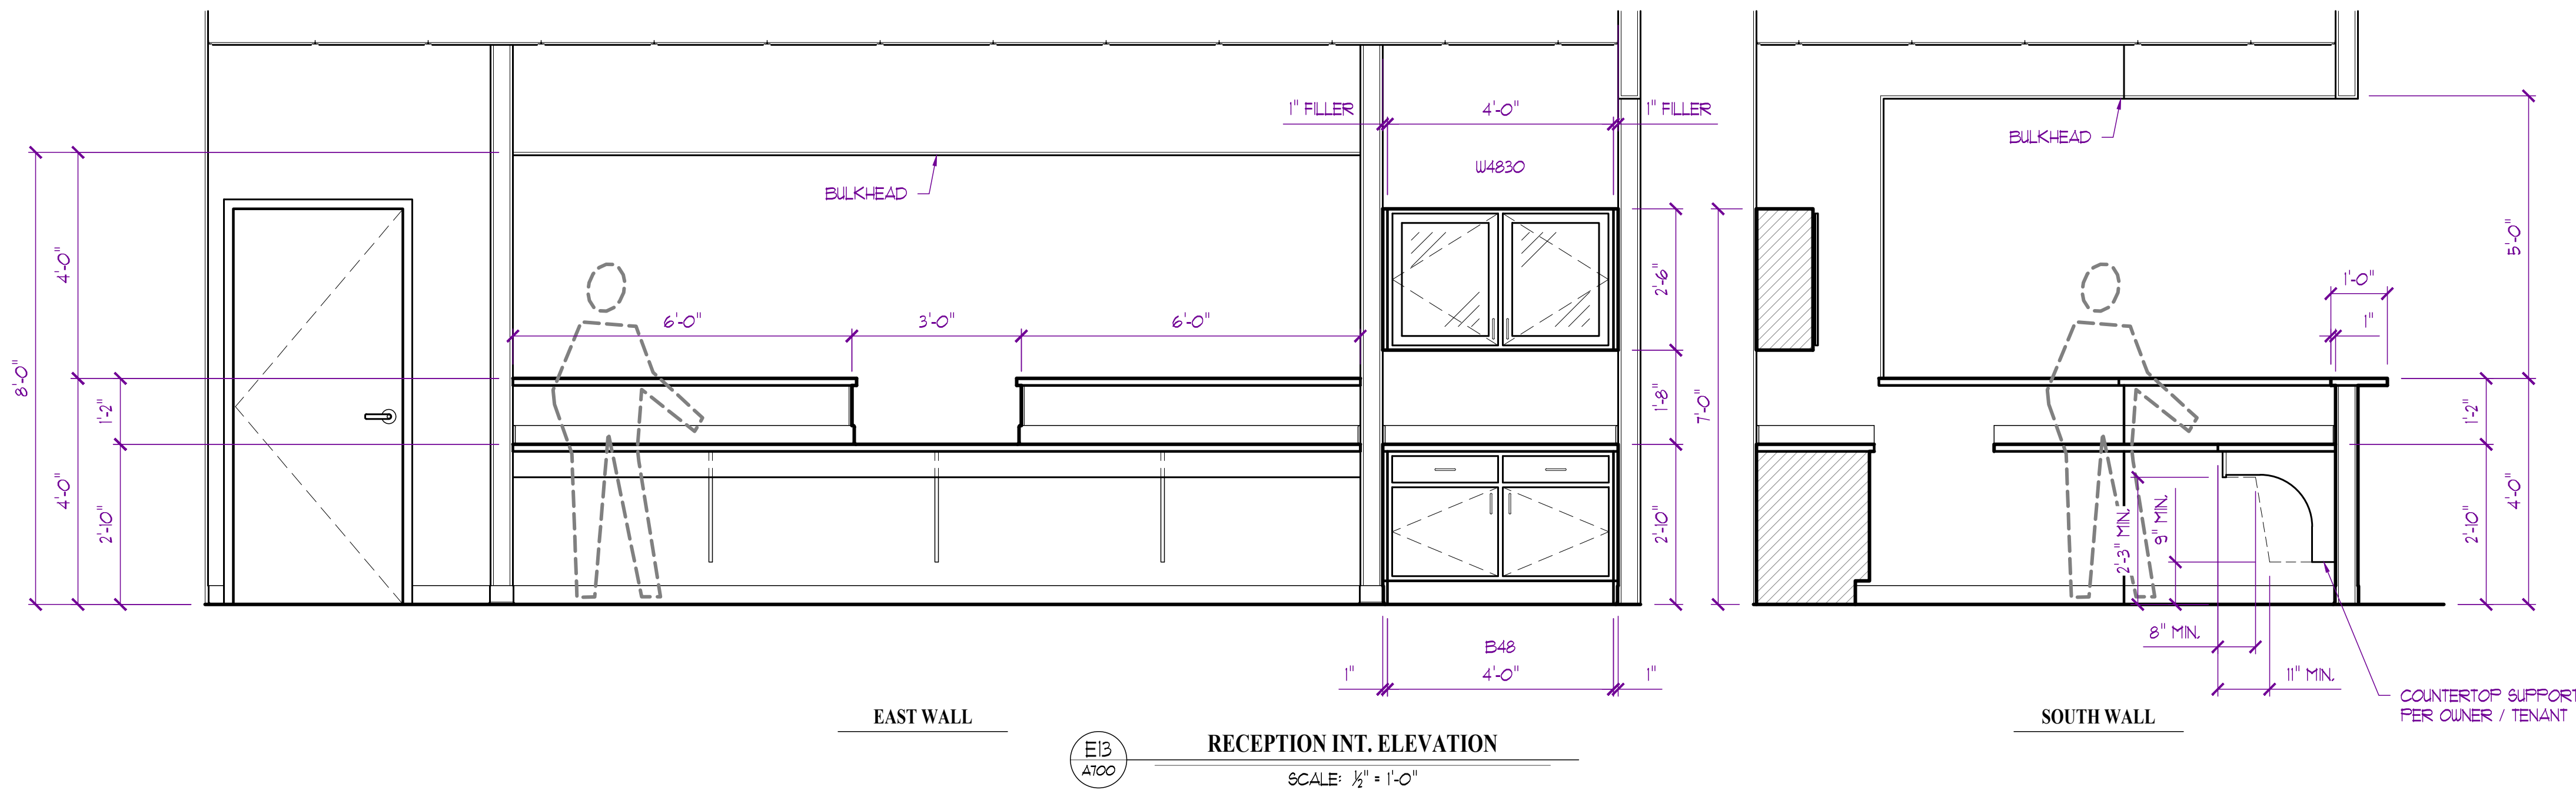 1" FILLER
4'-0"
1" FILLER
W4830
BULKHEAD
8'-0"
4'-0"
4'-0"
1'-2"
2'-10"
6'-0"
3'-0"
6'-0"
2'-6"
1'-8"
2'-10"
7'-0"
1"
B48
4'-0"
1"
EAST WALL
BULKHEAD
5'-0"
1'-0"
1"
1'-2"
2'-10"
4'-0"
2'-3" MIN.
9" MIN.
8" MIN.
11" MIN.
COUNTERTOP SUPPORT
PER OWNER / TENANT
SOUTH WALL
E13
A700
RECEPTION INT. ELEVATION
SCALE: ½" = 1'-0"